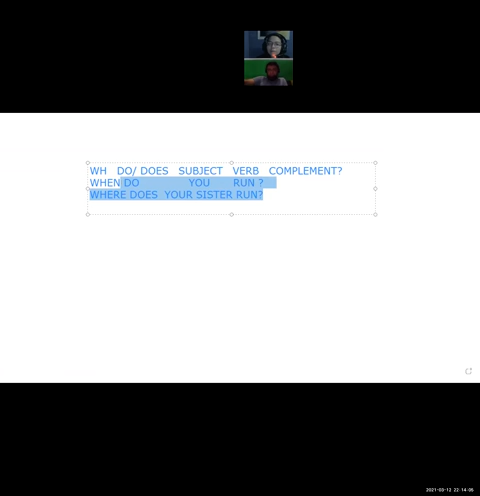 WH DO/ DOES SUBJECT VERB COMPLEMENT?
WHEN DO YOU RUN ?
WHERE DOES YOUR SISTER RUN?
2021-03-12 22:14:05